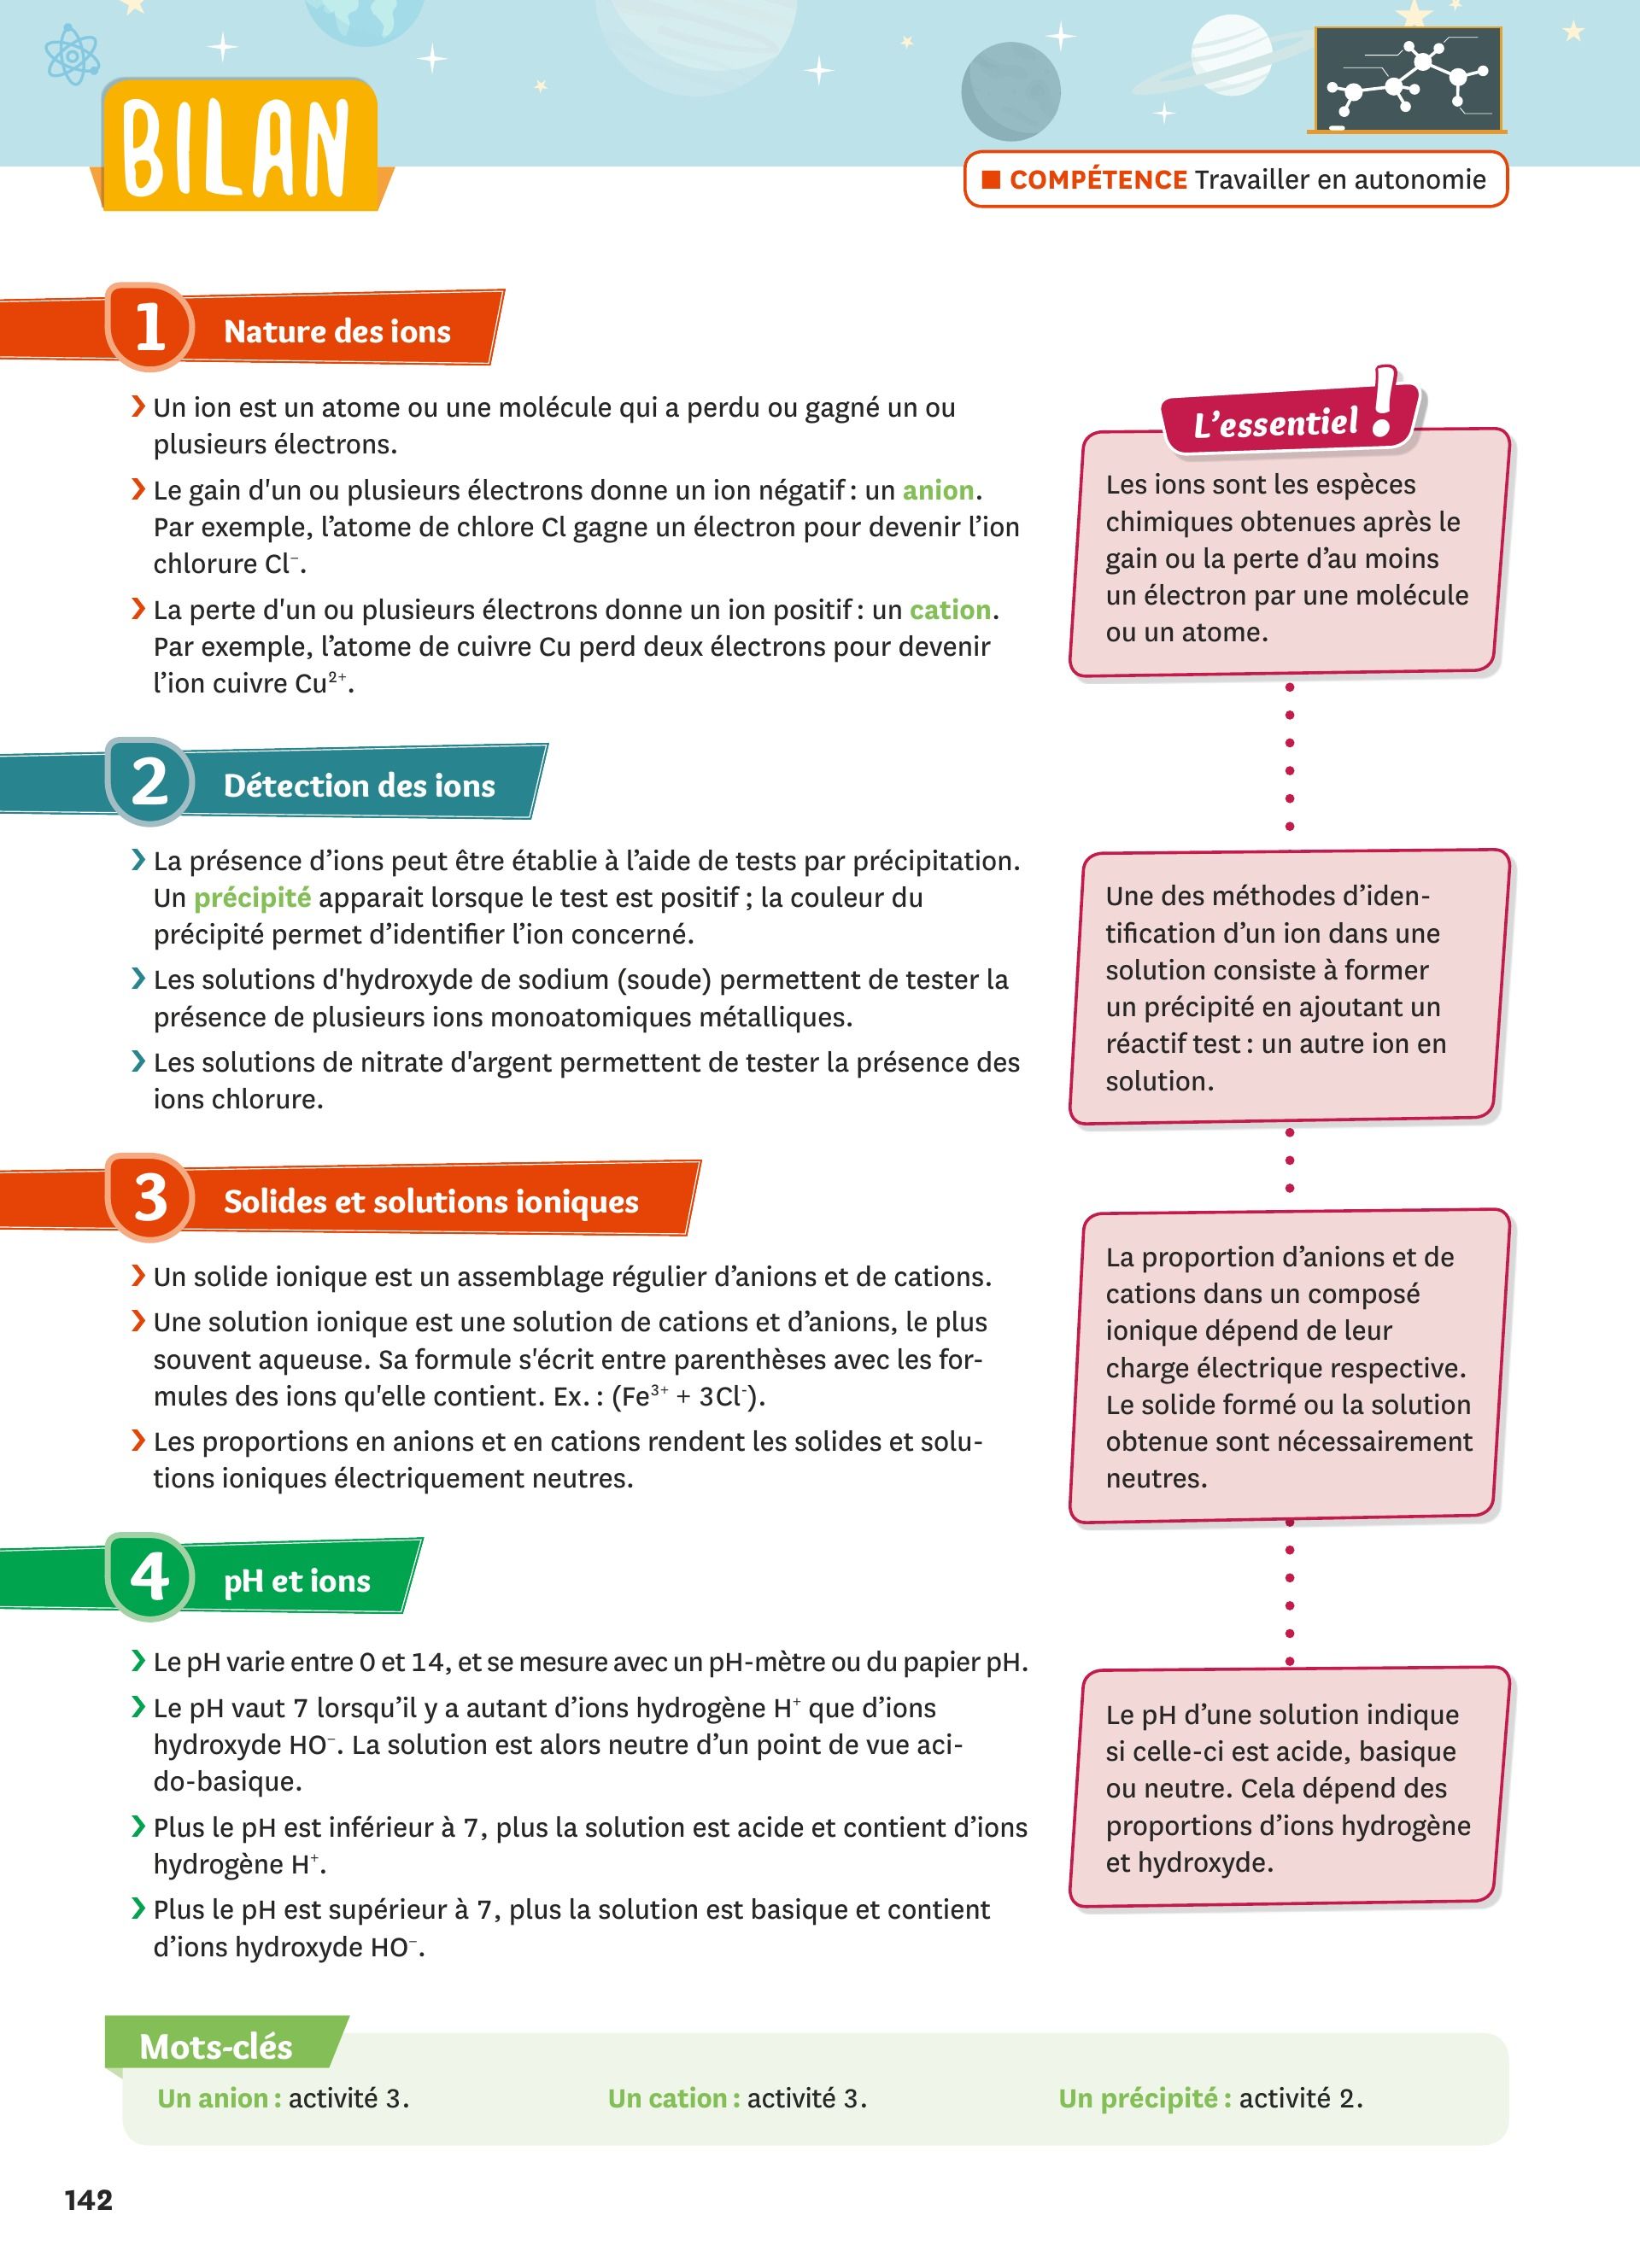 BILAN
■ COMPÉTENCE Travailler en autonomie
1 Nature des ions
❯ Un ion est un atome ou une molécule qui a perdu ou gagné un ou
plusieurs électrons.
❯ Le gain d'un ou plusieurs électrons donne un ion négatif : un anion.
Par exemple, l’atome de chlore Cl gagne un électron pour devenir l’ion
chlorure Cl⁻.
❯ La perte d'un ou plusieurs électrons donne un ion positif : un cation.
Par exemple, l’atome de cuivre Cu perd deux électrons pour devenir
l’ion cuivre Cu²⁺.
L’essentiel !
Les ions sont les espèces
chimiques obtenues après le
gain ou la perte d’au moins
un électron par une molécule
ou un atome.
2 Détection des ions
❯ La présence d’ions peut être établie à l’aide de tests par précipitation.
Un précipité apparait lorsque le test est positif ; la couleur du
précipité permet d’identifier l’ion concerné.
❯ Les solutions d'hydroxyde de sodium (soude) permettent de tester la
présence de plusieurs ions monoatomiques métalliques.
❯ Les solutions de nitrate d'argent permettent de tester la présence des
ions chlorure.
Une des méthodes d’iden-
tification d’un ion dans une
solution consiste à former
un précipité en ajoutant un
réactif test : un autre ion en
solution.
3 Solides et solutions ioniques
❯ Un solide ionique est un assemblage régulier d’anions et de cations.
❯ Une solution ionique est une solution de cations et d’anions, le plus
souvent aqueuse. Sa formule s'écrit entre parenthèses avec les for-
mules des ions qu'elle contient. Ex. : (Fe³⁺ + 3Cl⁻).
❯ Les proportions en anions et en cations rendent les solides et solu-
tions ioniques électriquement neutres.
La proportion d’anions et de
cations dans un composé
ionique dépend de leur
charge électrique respective.
Le solide formé ou la solution
obtenue sont nécessairement
neutres.
4 pH et ions
❯ Le pH varie entre 0 et 14, et se mesure avec un pH-mètre ou du papier pH.
❯ Le pH vaut 7 lorsqu’il y a autant d’ions hydrogène H⁺ que d’ions
hydroxyde HO⁻. La solution est alors neutre d’un point de vue aci-
do-basique.
❯ Plus le pH est inférieur à 7, plus la solution est acide et contient d’ions
hydrogène H⁺.
❯ Plus le pH est supérieur à 7, plus la solution est basique et contient
d’ions hydroxyde HO⁻.
Le pH d’une solution indique
si celle-ci est acide, basique
ou neutre. Cela dépend des
proportions d’ions hydrogène
et hydroxyde.
Mots-clés
Un anion : activité 3.
Un cation : activité 3.
Un précipité : activité 2.
142